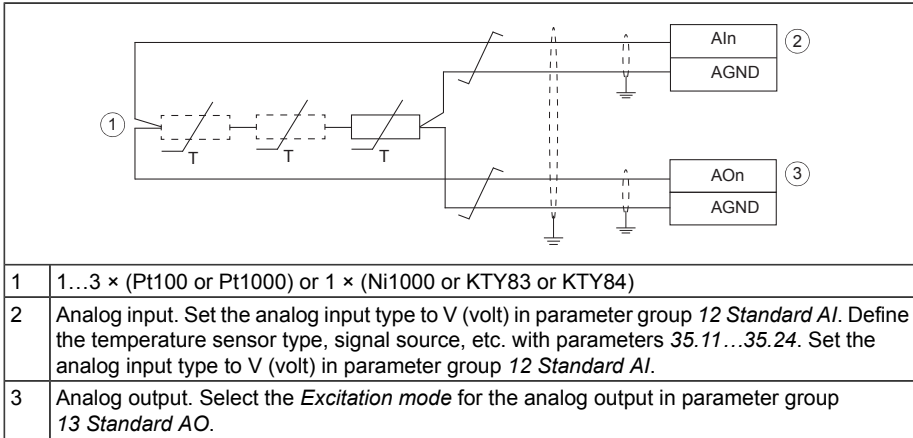 AIn
2
AGND
1
T
T
T
AOn
3
AGND
1 1…3 × (Pt100 or Pt1000) or 1 × (Ni1000 or KTY83 or KTY84)
2 Analog input. Set the analog input type to V (volt) in parameter group 12 Standard AI. Define
the temperature sensor type, signal source, etc. with parameters 35.11…35.24. Set the
analog input type to V (volt) in parameter group 12 Standard AI.
3 Analog output. Select the Excitation mode for the analog output in parameter group
13 Standard AO.